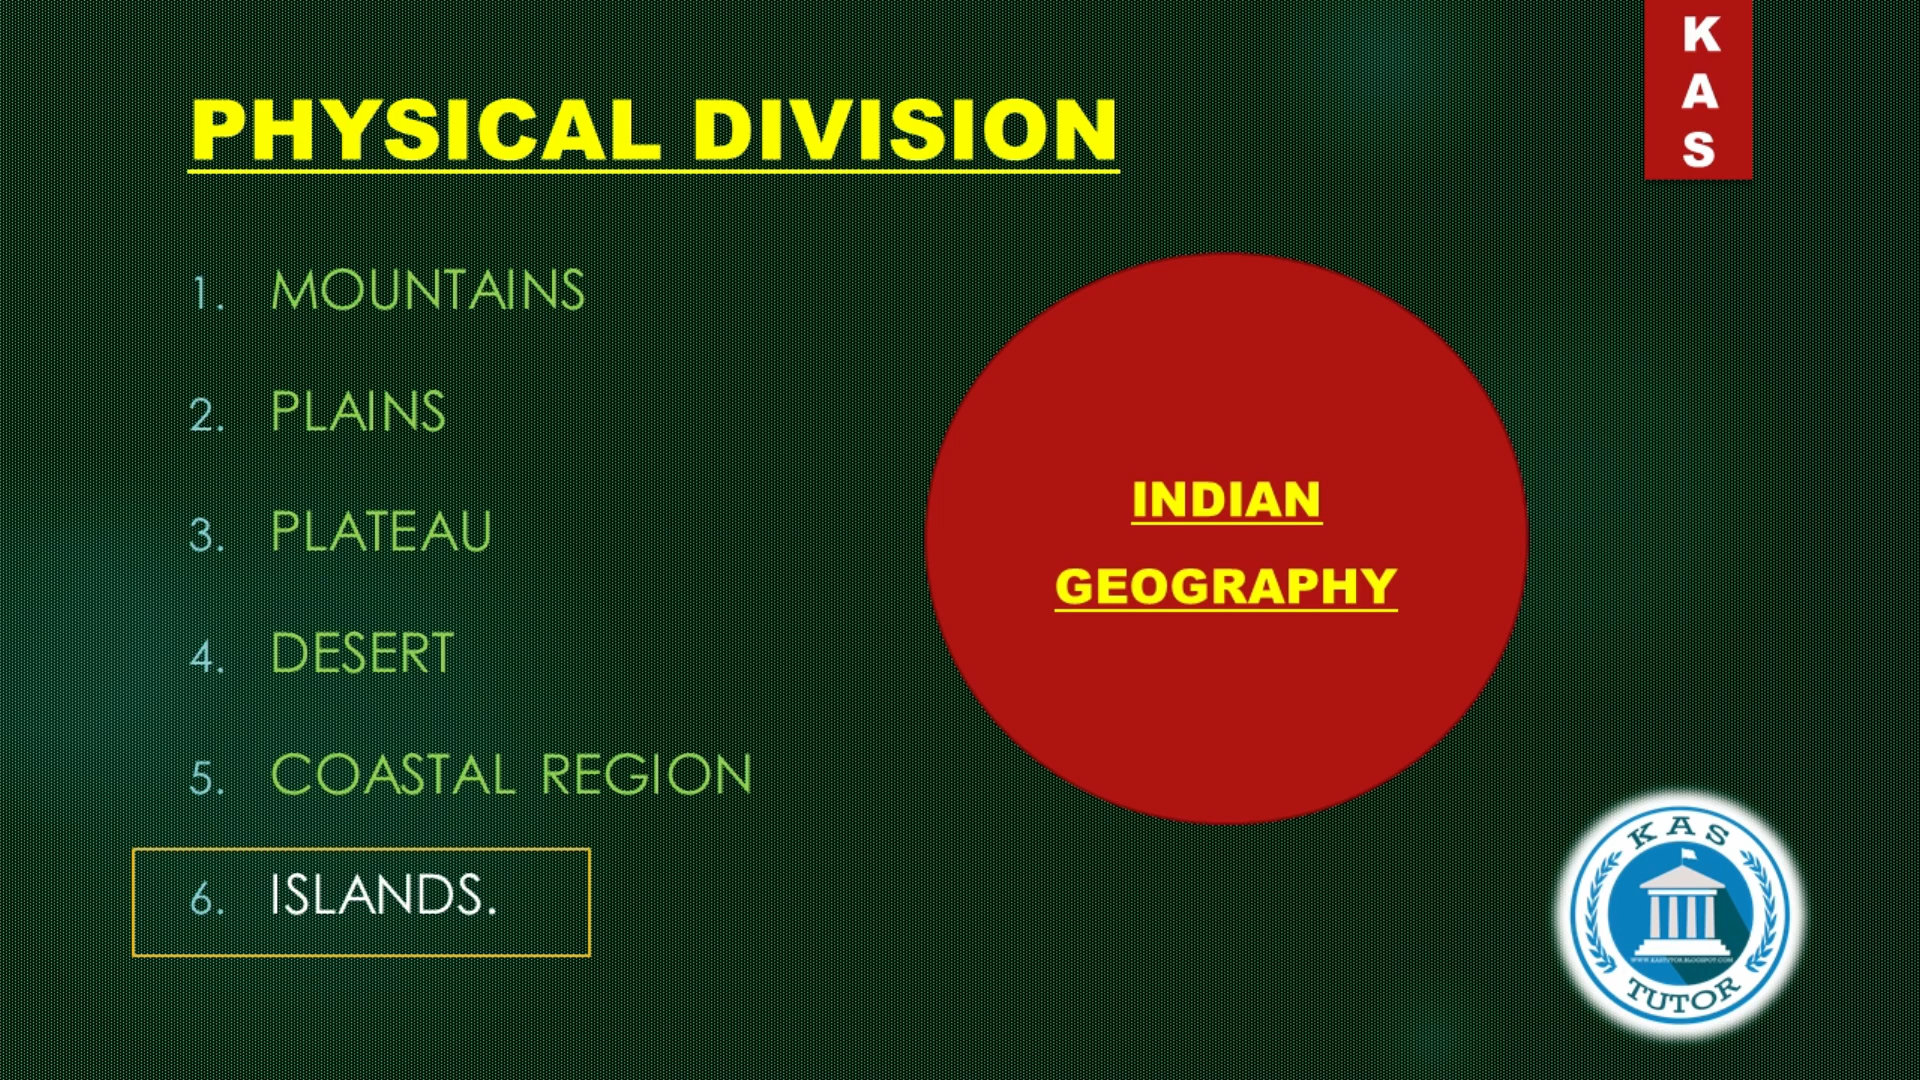 K
A
S
PHYSICAL DIVISION
1. MOUNTAINS
2. PLAINS
3. PLATEAU
4. DESERT
5. COASTAL REGION
6. ISLANDS.
INDIAN
GEOGRAPHY
KAS
TUTOR